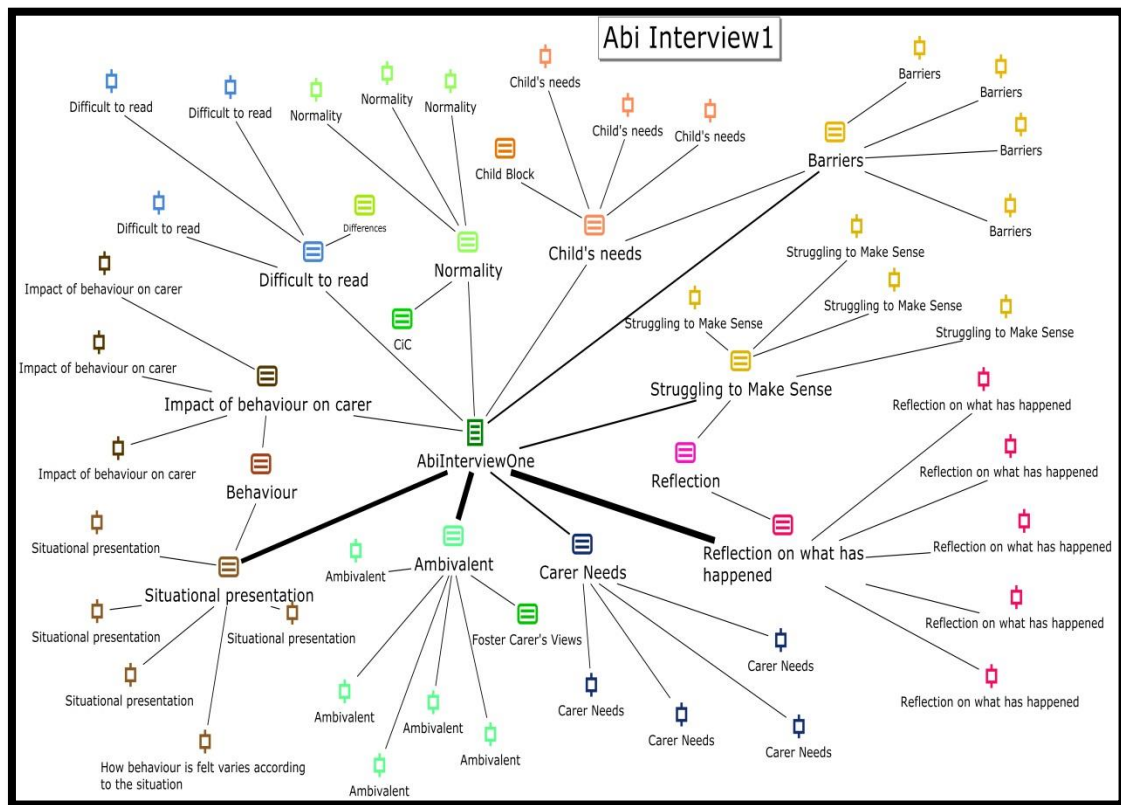 Abi Interview1
Child's needs
Barriers
Difficult to read
Difficult to read
Normality
Normality
Normality
Barriers
Child's needs
Child's needs
Barriers
Child Block
Barriers
Difficult to read
Differences
Barriers
Difficult to read
Normality
Child's needs
Struggling to Make Sense
Impact of behaviour on carer
Struggling to Make Sense
Struggling to Make Sense
Struggling to Make Sense
CiC
Impact of behaviour on carer
Struggling to Make Sense
Impact of behaviour on carer
Reflection on what has happened
AbiInterviewOne
Impact of behaviour on carer
Reflection on what has happened
Reflection
Behaviour
Situational presentation
Reflection on what has happened
Reflection on what has
happened
Ambivalent
Ambivalent
Carer Needs
Situational presentation
Situational presentation
Situational presentation
Foster Carer's Views
Reflection on what has happened
Carer Needs
Situational presentation
Ambivalent
Ambivalent
Carer Needs
Carer Needs
Carer Needs
Reflection on what has happened
Ambivalent
How behaviour is felt varies according
to the situation
Ambivalent